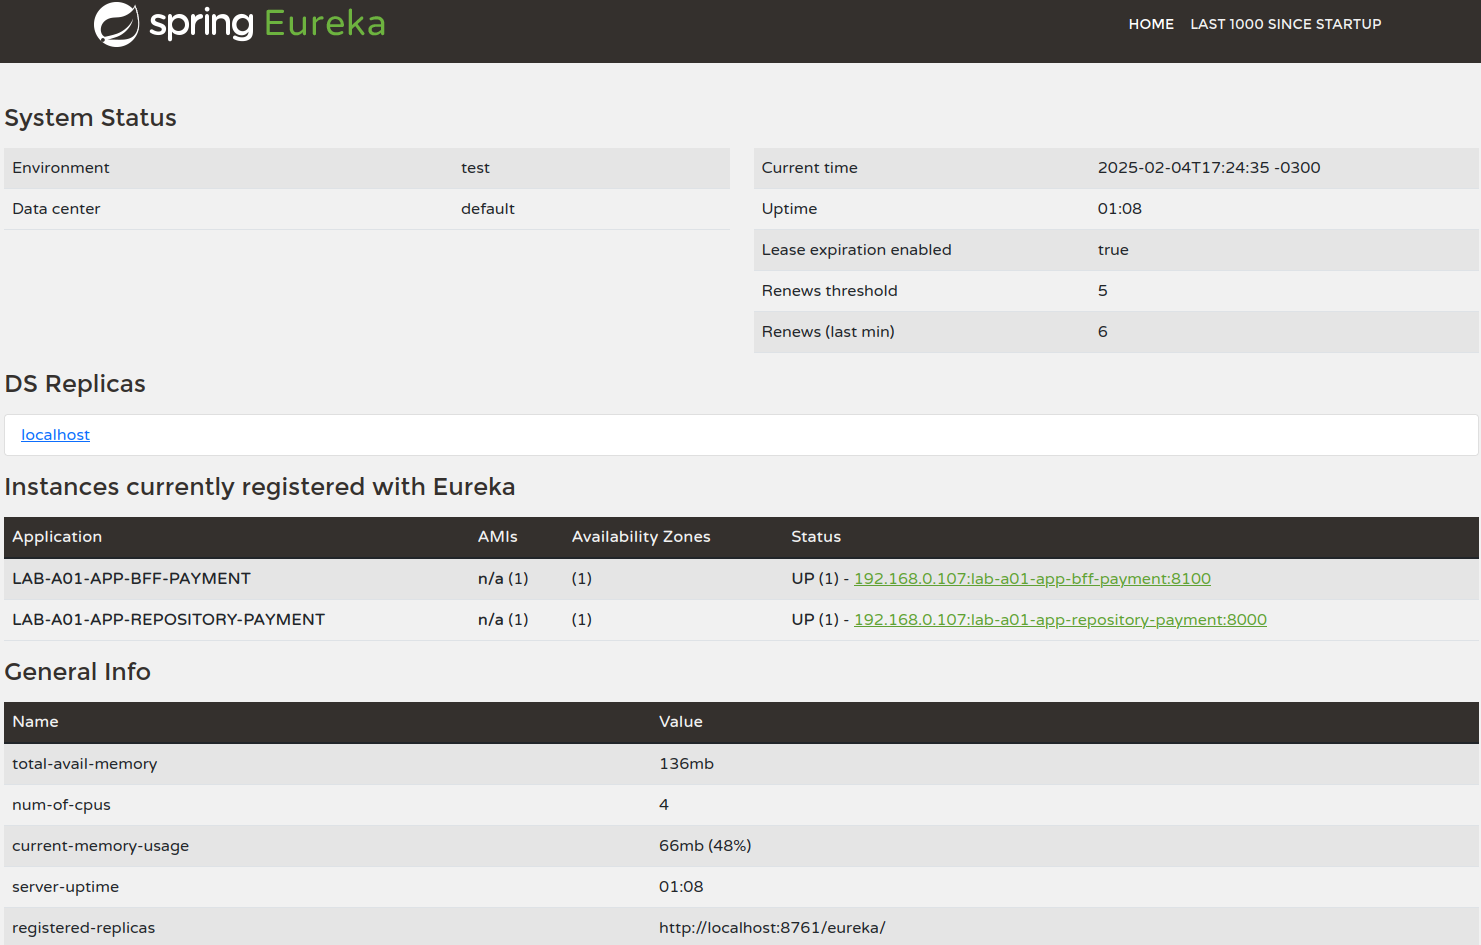 spring Eureka
HOME LAST 1000 SINCE STARTUP
System Status
Environment test
Data center default
Current time 2025-02-04T17:24:35 -0300
Uptime 01:08
Lease expiration enabled true
Renews threshold 5
Renews (last min) 6
DS Replicas
localhost
Instances currently registered with Eureka
Application AMIs Availability Zones Status
LAB-A01-APP-BFF-PAYMENT n/a (1) (1) UP (1) - 192.168.0.107:lab-a01-app-bff-payment:8100
LAB-A01-APP-REPOSITORY-PAYMENT n/a (1) (1) UP (1) - 192.168.0.107:lab-a01-app-repository-payment:8000
General Info
Name Value
total-avail-memory 136mb
num-of-cpus 4
current-memory-usage 66mb (48%)
server-uptime 01:08
registered-replicas http://localhost:8761/eureka/